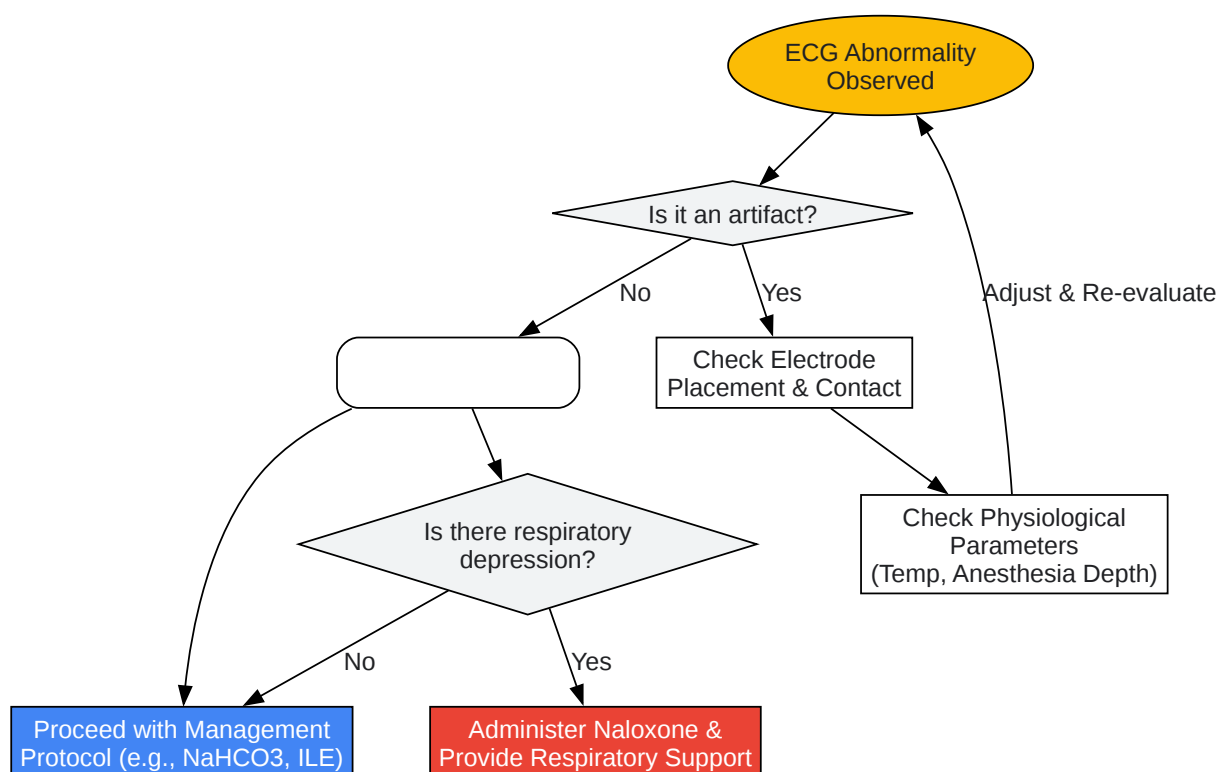 ECG Abnormality
Observed
Is it an artifact?
No
Yes
Adjust & Re-evaluate
Check Electrode
Placement & Contact
Check Physiological
Parameters
(Temp, Anesthesia Depth)
Is there respiratory
depression?
No
Yes
Proceed with Management
Protocol (e.g., NaHCO3, ILE)
Administer Naloxone &
Provide Respiratory Support